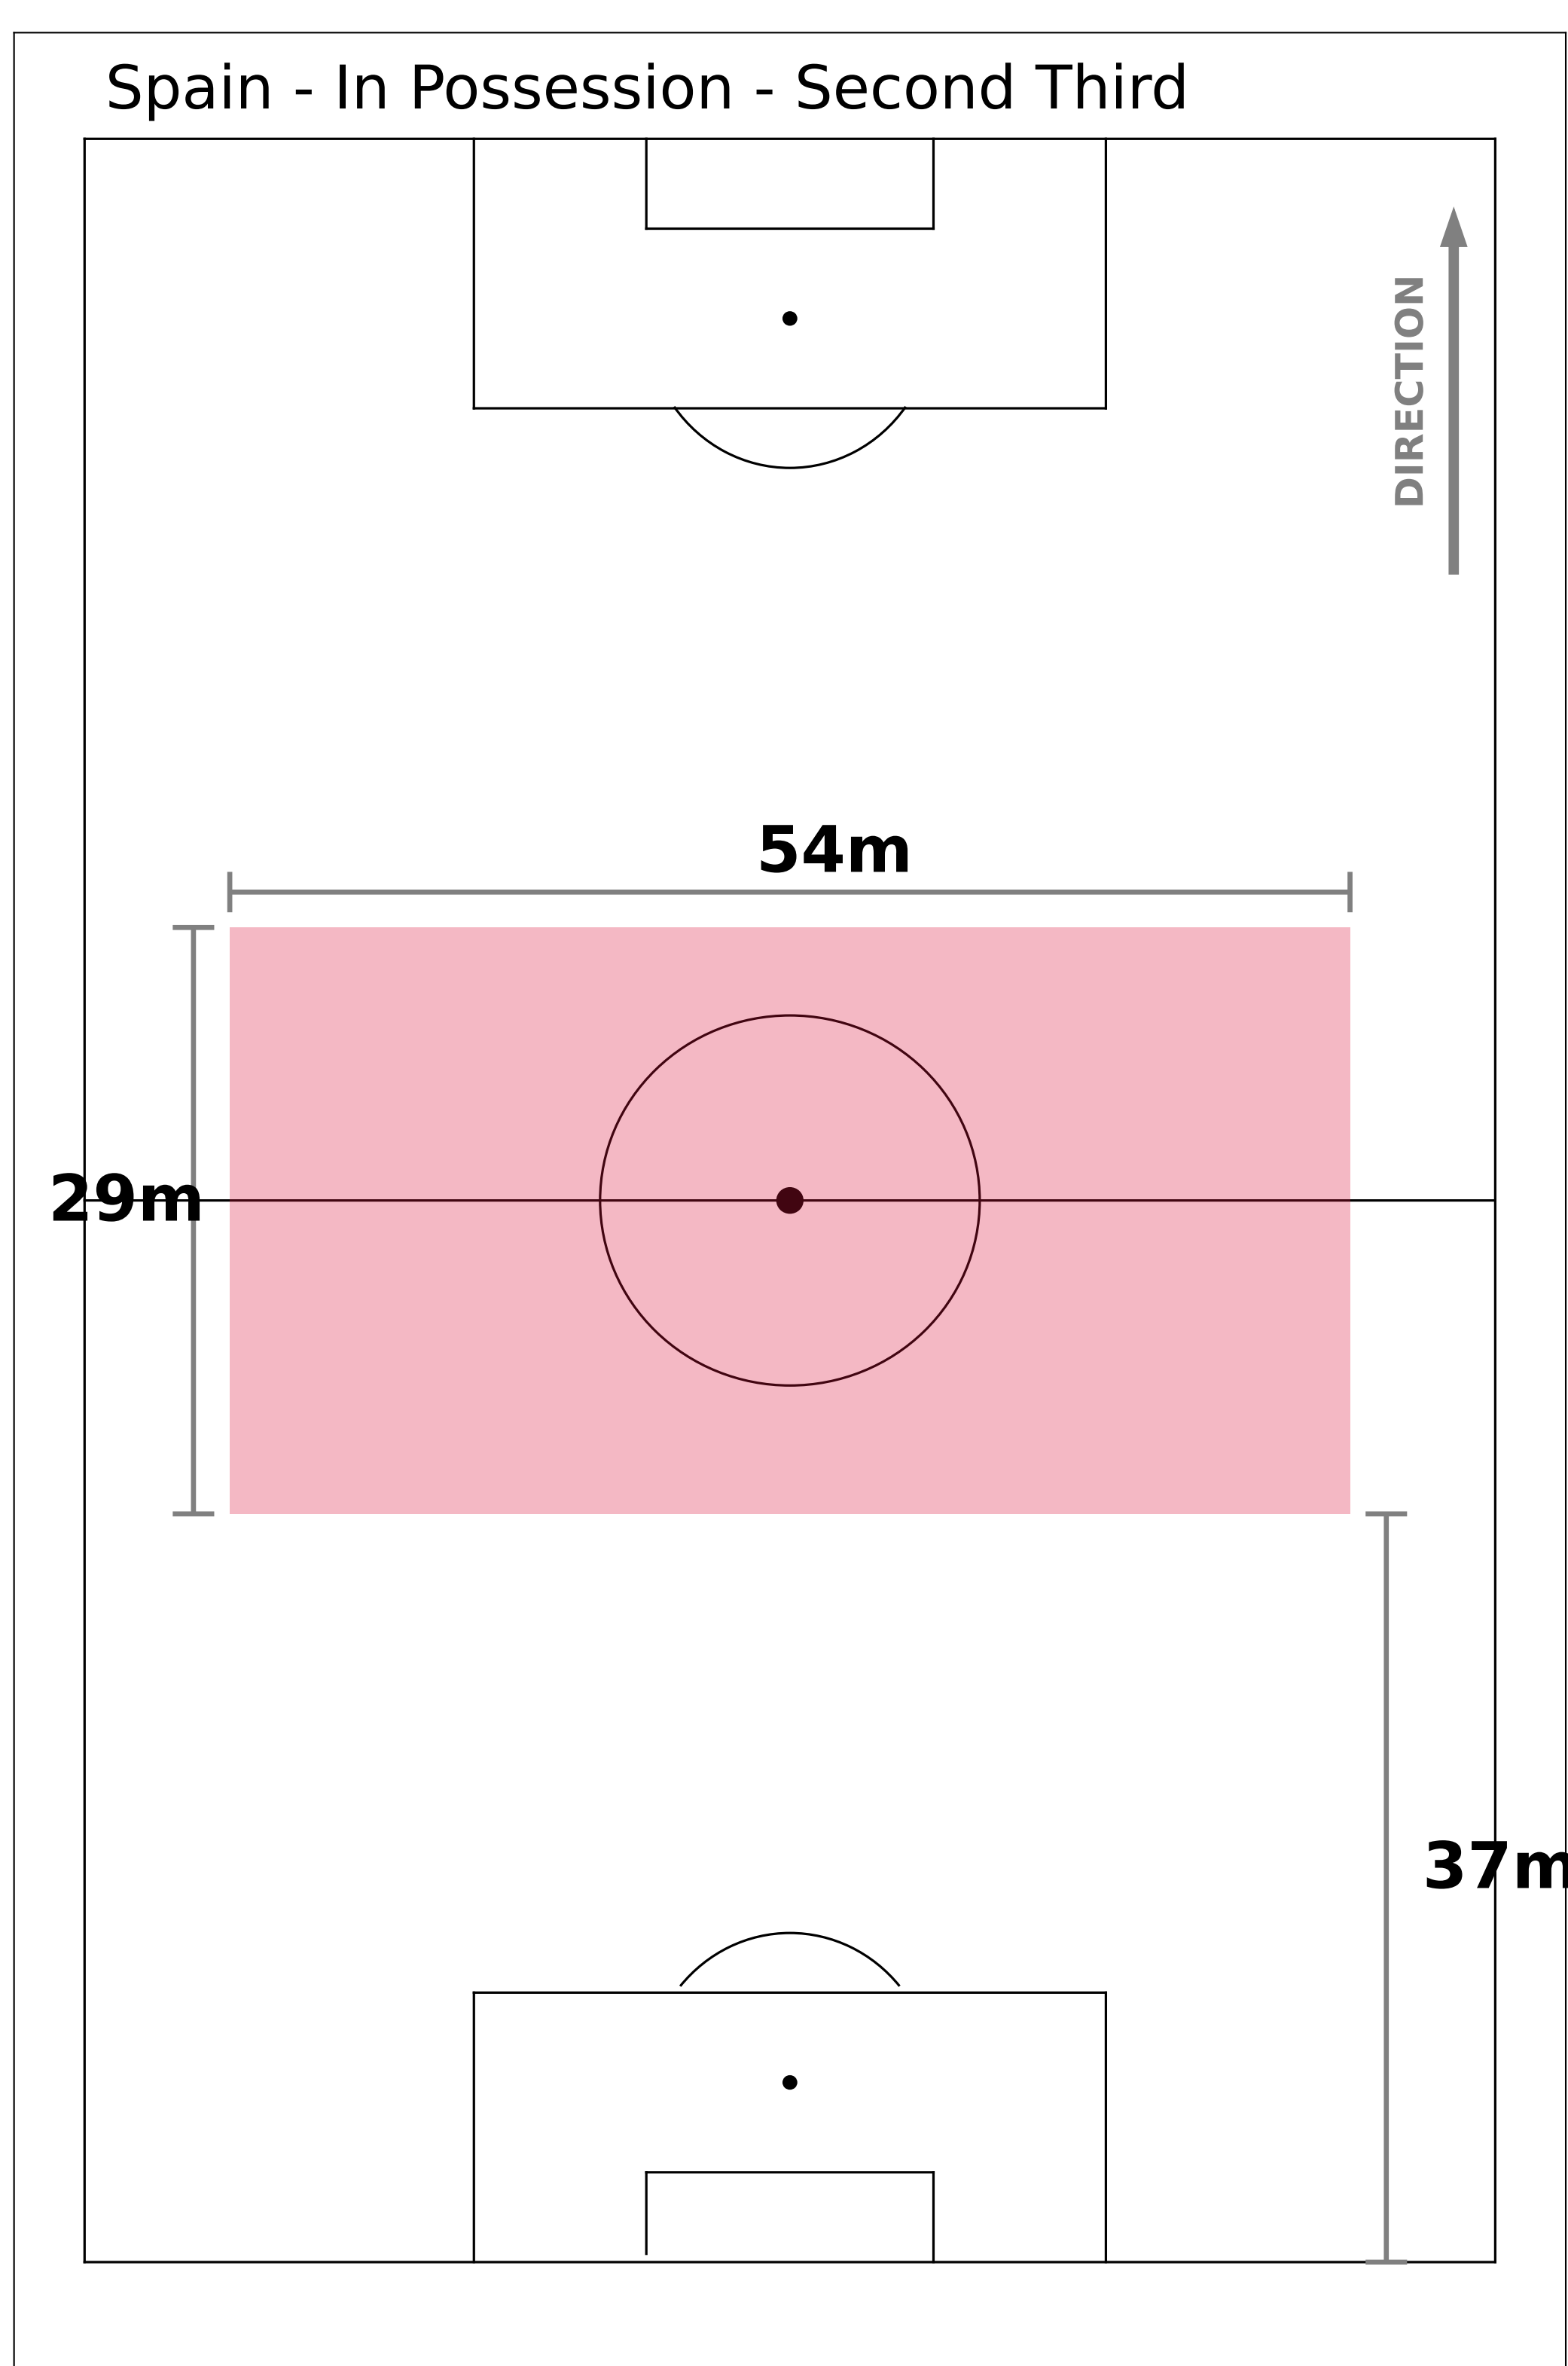 Spain - In Possession - Second Third
DIRECTION
54m
29m
37m